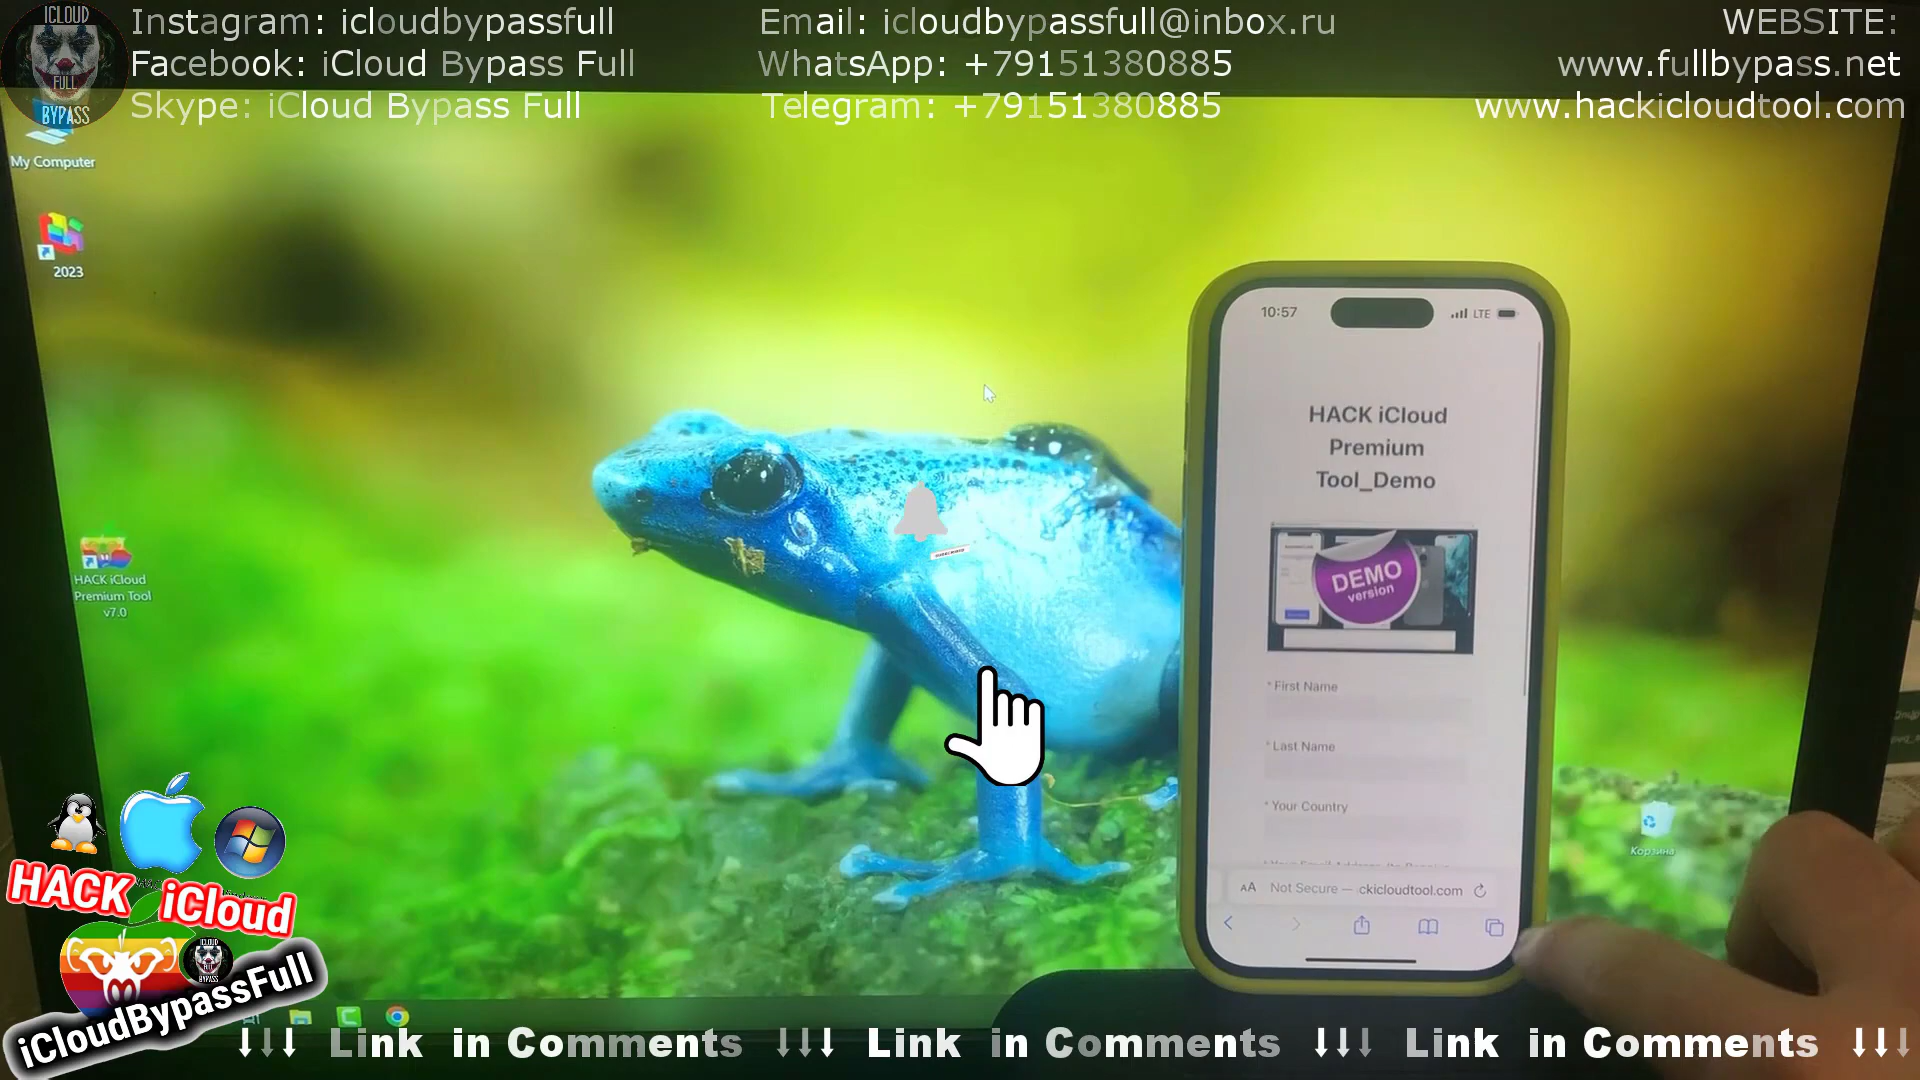 ICLOUD
FULL
BYPASS
Instagram: icloudbypassfull
Facebook: iCloud Bypass Full
Skype: iCloud Bypass Full
Email: icloudbypassfull@inbox.ru
WhatsApp: +79151380885
Telegram: +79151380885
WEBSITE:
www.fullbypass.net
www.hackicloudtool.com
My Computer
2023
HACK iCloud
Premium Tool
v7.0
10:57
LTE
HACK iCloud
Premium
Tool_Demo
DEMO
version
* First Name
* Last Name
* Your Country
AA Not Secure — ckicloudtool.com
Корзина
HACK iCloud
ICLOUD
FULL
BYPASS
iCloudBypassFull
↓↓↓ Link in Comments ↓↓↓ Link in Comments ↓↓↓ Link in Comments ↓↓↓